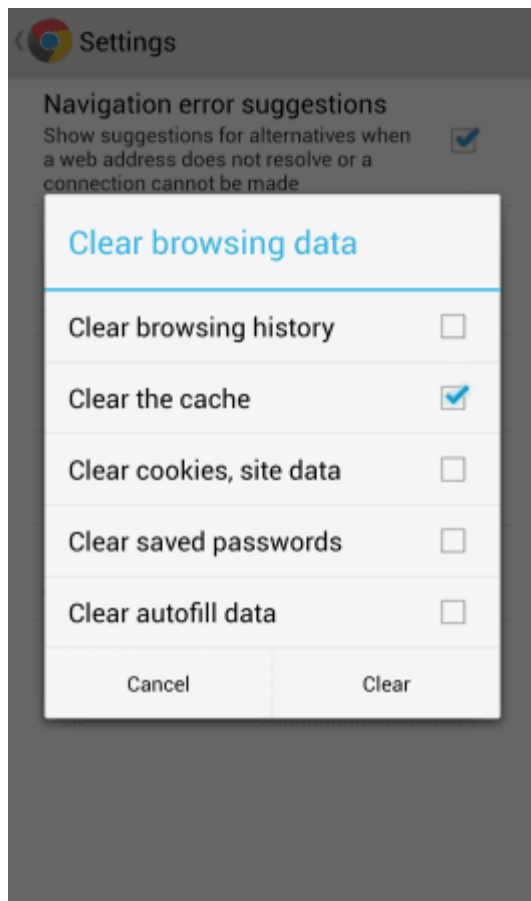 Settings
Navigation error suggestions
Show suggestions for alternatives when
a web address does not resolve or a
connection cannot be made
Clear browsing data
Clear browsing history
Clear the cache
Clear cookies, site data
Clear saved passwords
Clear autofill data
Cancel Clear